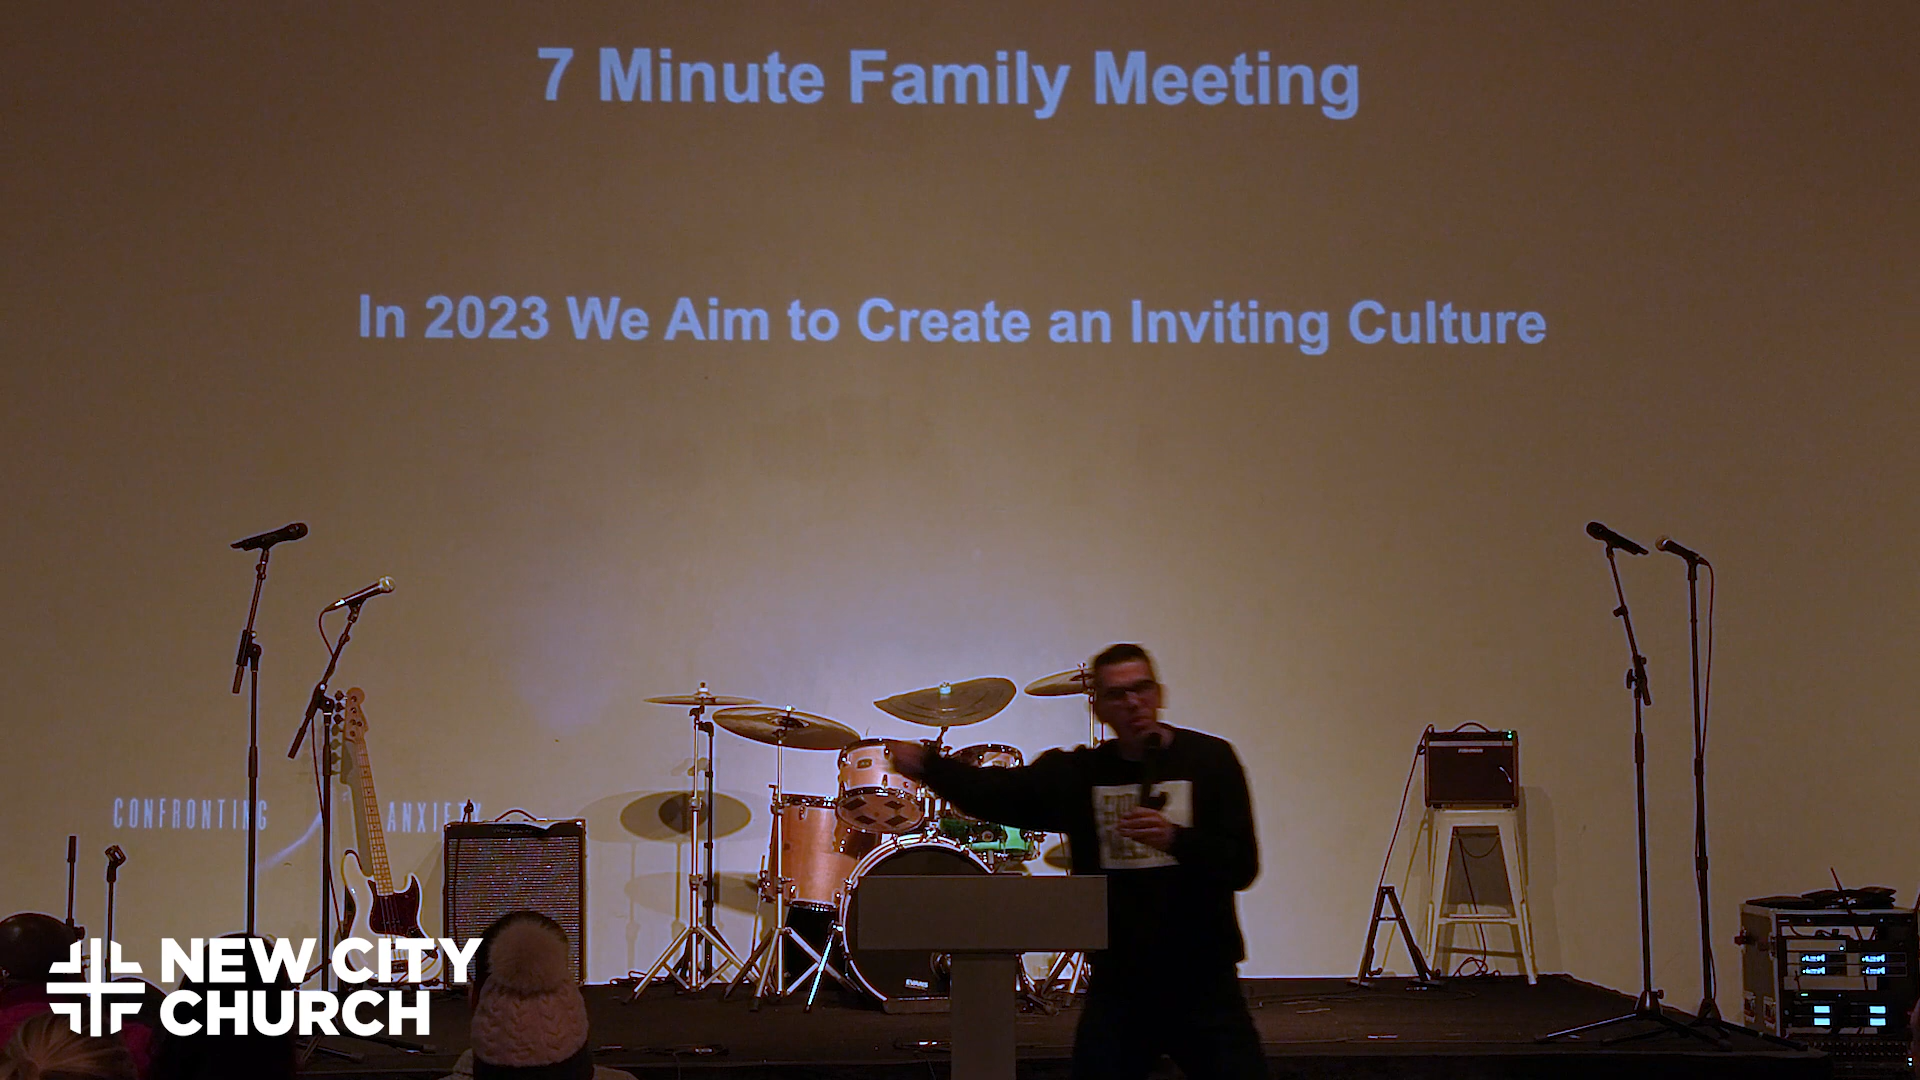 7 Minute Family Meeting
In 2023 We Aim to Create an Inviting Culture
CONFRONTING ANXIETY
EVANS
NEW CITY
CHURCH